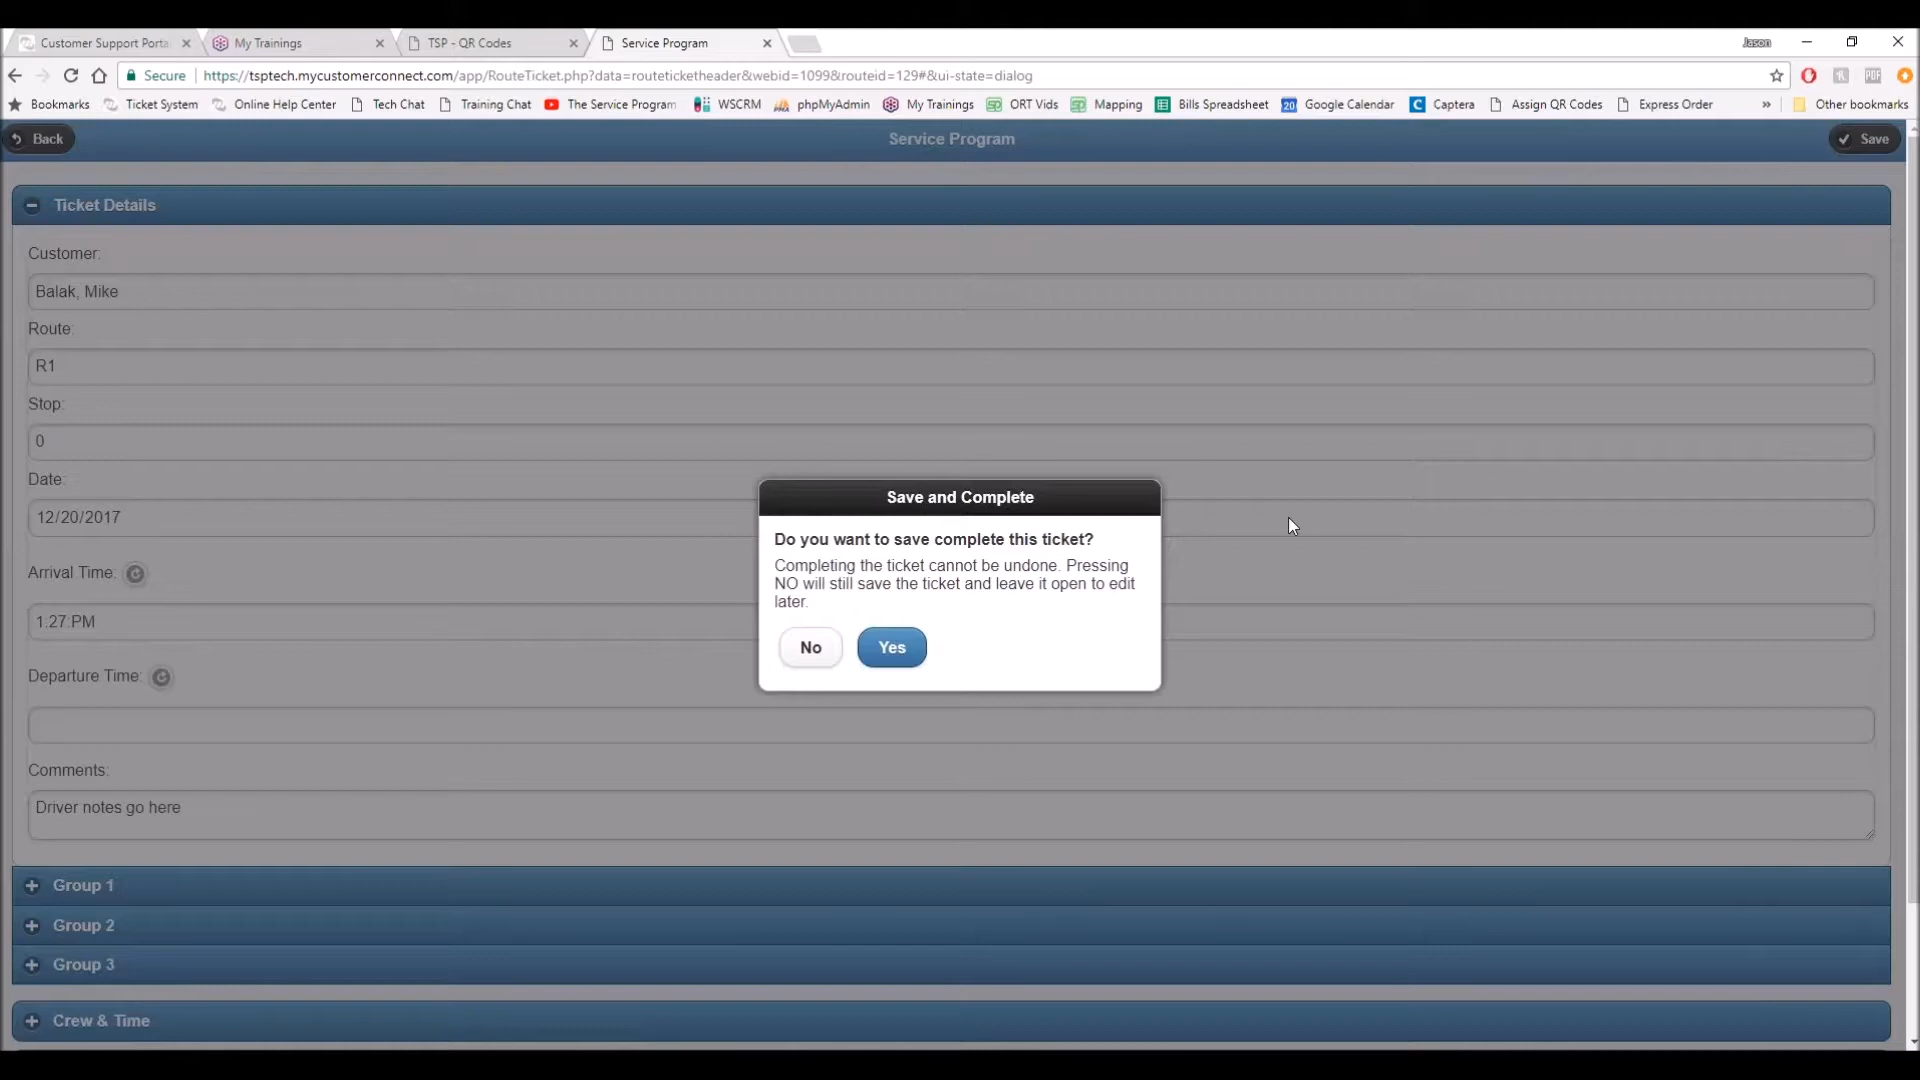 Customer Support Porta
My Trainings
TSP - QR Codes
Service Program
Jason
Secure
https://tsptech.mycustomerconnect.com/app/RouteTicket.php?data=routeticketheader&webid=1099&routeid=129#&ui-state=dialog
Bookmarks
Ticket System
Online Help Center
Tech Chat
Training Chat
The Service Program
WSCRM
phpMyAdmin
My Trainings
ORT Vids
Mapping
Bills Spreadsheet
20
Google Calendar
Captera
Assign QR Codes
Express Order
»
Other bookmarks
Back
Service Program
Save
Ticket Details
Customer:
Balak, Mike
Route:
R1
Stop:
0
Date:
12/20/2017
Arrival Time:
1:27:PM
Departure Time:
Comments:
Driver notes go here
Group 1
Group 2
Group 3
Crew & Time
Save and Complete
Do you want to save complete this ticket?
Completing the ticket cannot be undone. Pressing
NO will still save the ticket and leave it open to edit
later.
No
Yes